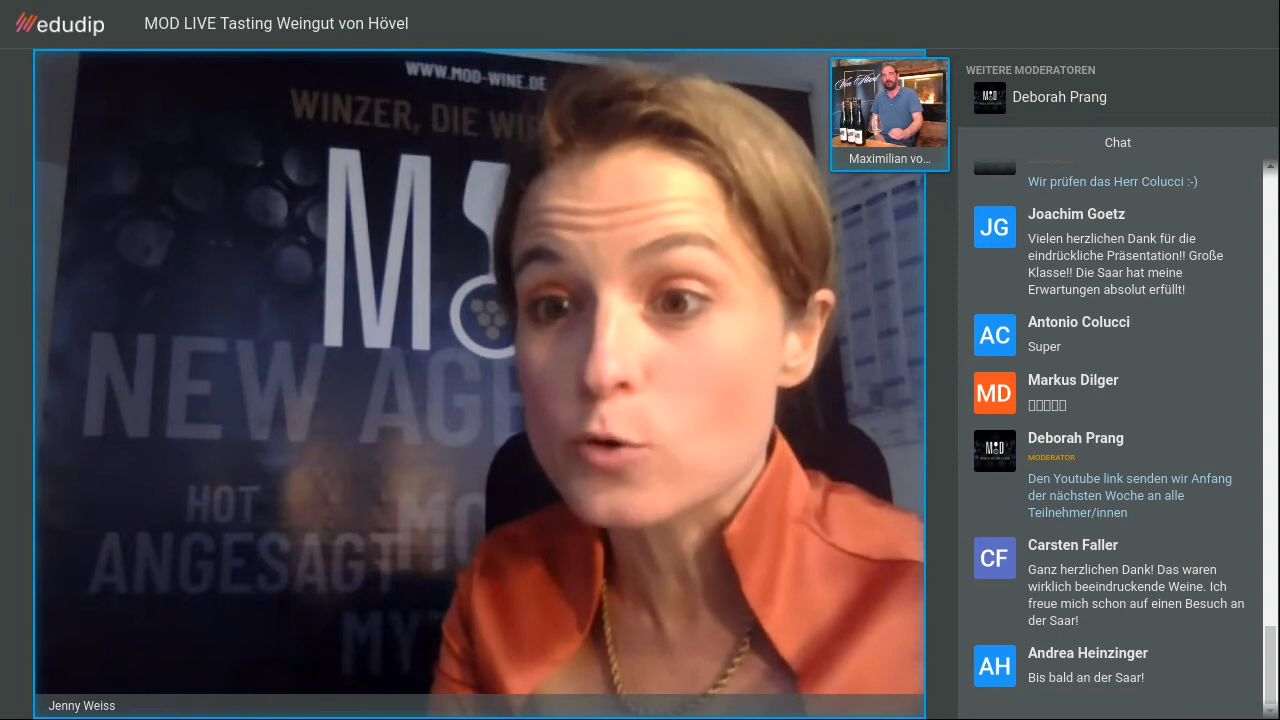 edudip
MOD LIVE Tasting Weingut von Hövel
WWW.MOD-WINE.DE
WINZER, DIE
NEW
HOT
ANGESAGT
Jenny Weiss
Maximilian vo...
WEITERE MODERATOREN
Deborah Prang
Chat
Wir prüfen das Herr Colucci :-)
JG
Joachim Goetz
Vielen herzlichen Dank für die
eindrückliche Präsentation!! Große
Klasse!! Die Saar hat meine
Erwartungen absolut erfüllt!
AC
Antonio Colucci
Super
MD
Markus Dilger
Deborah Prang
MODERATOR
Den Youtube link senden wir Anfang
der nächsten Woche an alle
Teilnehmer/innen
CF
Carsten Faller
Ganz herzlichen Dank! Das waren
wirklich beeindruckende Weine. Ich
freue mich schon auf einen Besuch an
der Saar!
AH
Andrea Heinzinger
Bis bald an der Saar!